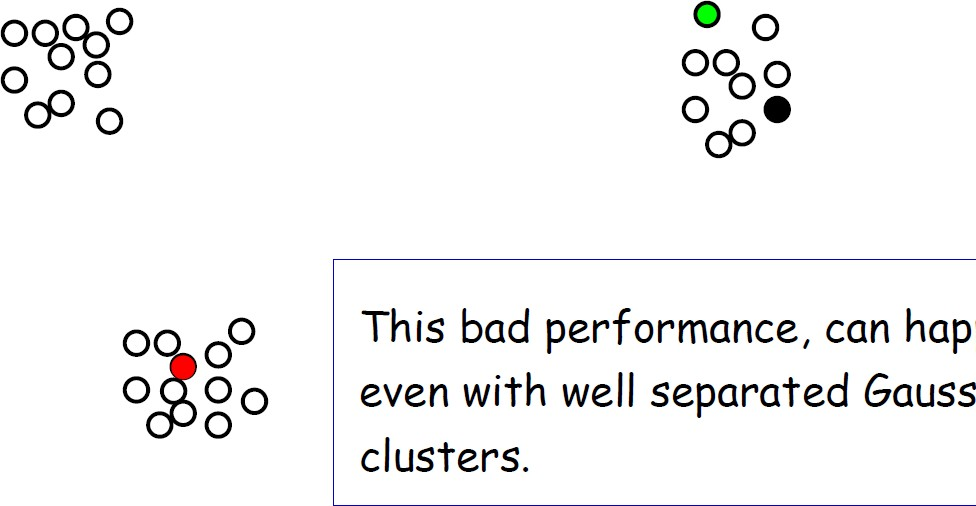 This bad performance, can hap
even with well separated Gauss
clusters.